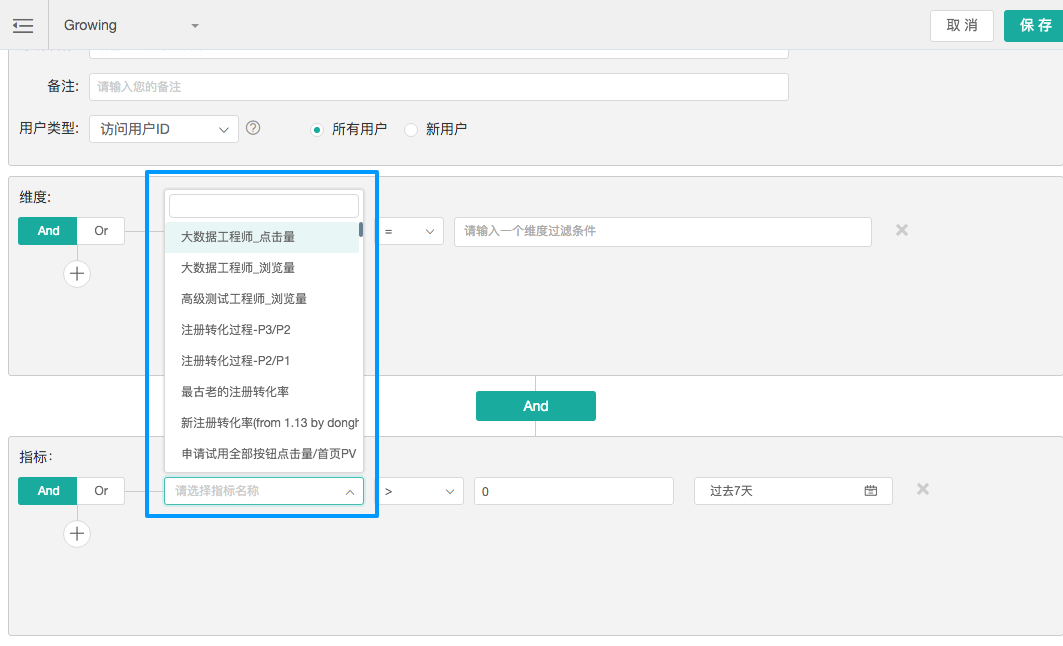 Growing
取 消
保 存
备注:
请输入您的备注
用户类型:
访问用户ID
所有用户
新用户
维度:
And
Or
=
请输入一个维度过滤条件
大数据工程师_点击量
大数据工程师_浏览量
高级测试工程师_浏览量
注册转化过程-P3/P2
注册转化过程-P2/P1
最古老的注册转化率
新注册转化率(from 1.13 by dongh
申请试用全部按钮点击量/首页PV
And
指标:
And
Or
请选择指标名称
>
0
过去7天